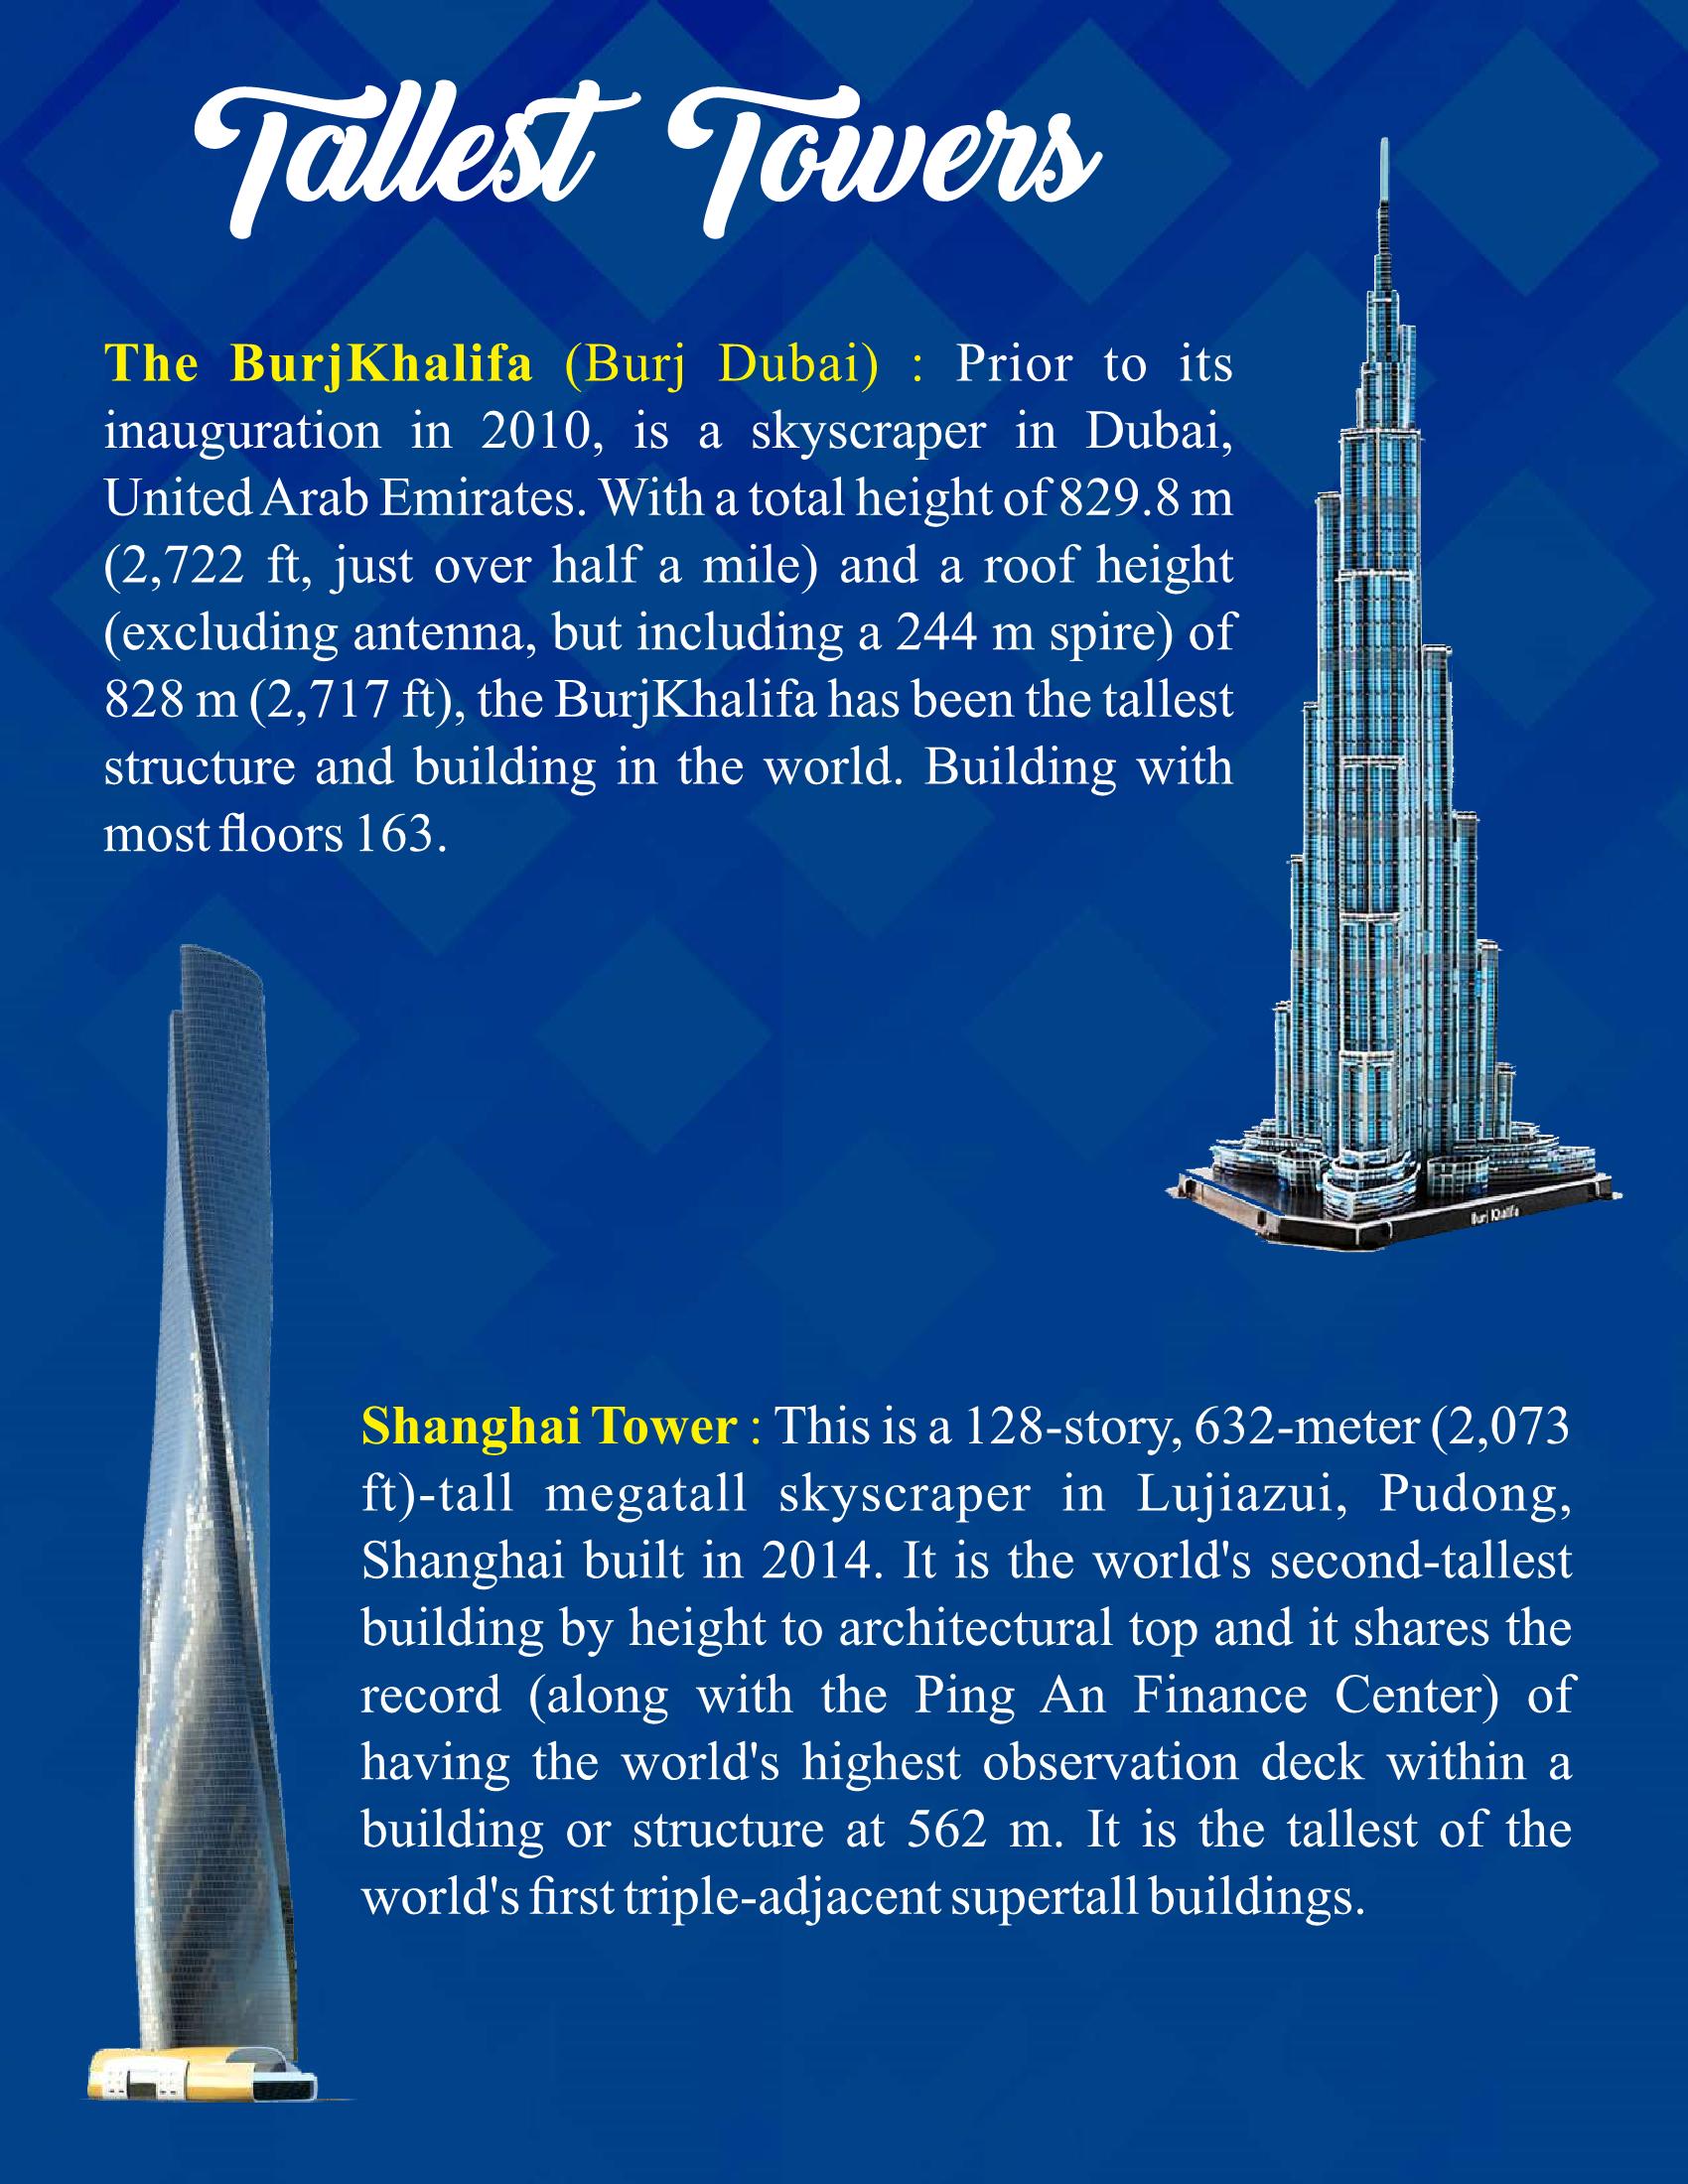 Tallest Towers
The BurjKhalifa (Burj Dubai) : Prior to its
inauguration in 2010, is a skyscraper in Dubai,
United Arab Emirates. With a total height of 829.8 m
(2,722 ft, just over half a mile) and a roof height
(excluding antenna, but including a 244 m spire) of
828 m (2,717 ft), the BurjKhalifa has been the tallest
structure and building in the world. Building with
most floors 163.
Burj Khalifa
Shanghai Tower : This is a 128-story, 632-meter (2,073
ft)-tall megatall skyscraper in Lujiazui, Pudong,
Shanghai built in 2014. It is the world's second-tallest
building by height to architectural top and it shares the
record (along with the Ping An Finance Center) of
having the world's highest observation deck within a
building or structure at 562 m. It is the tallest of the
world's first triple-adjacent supertall buildings.